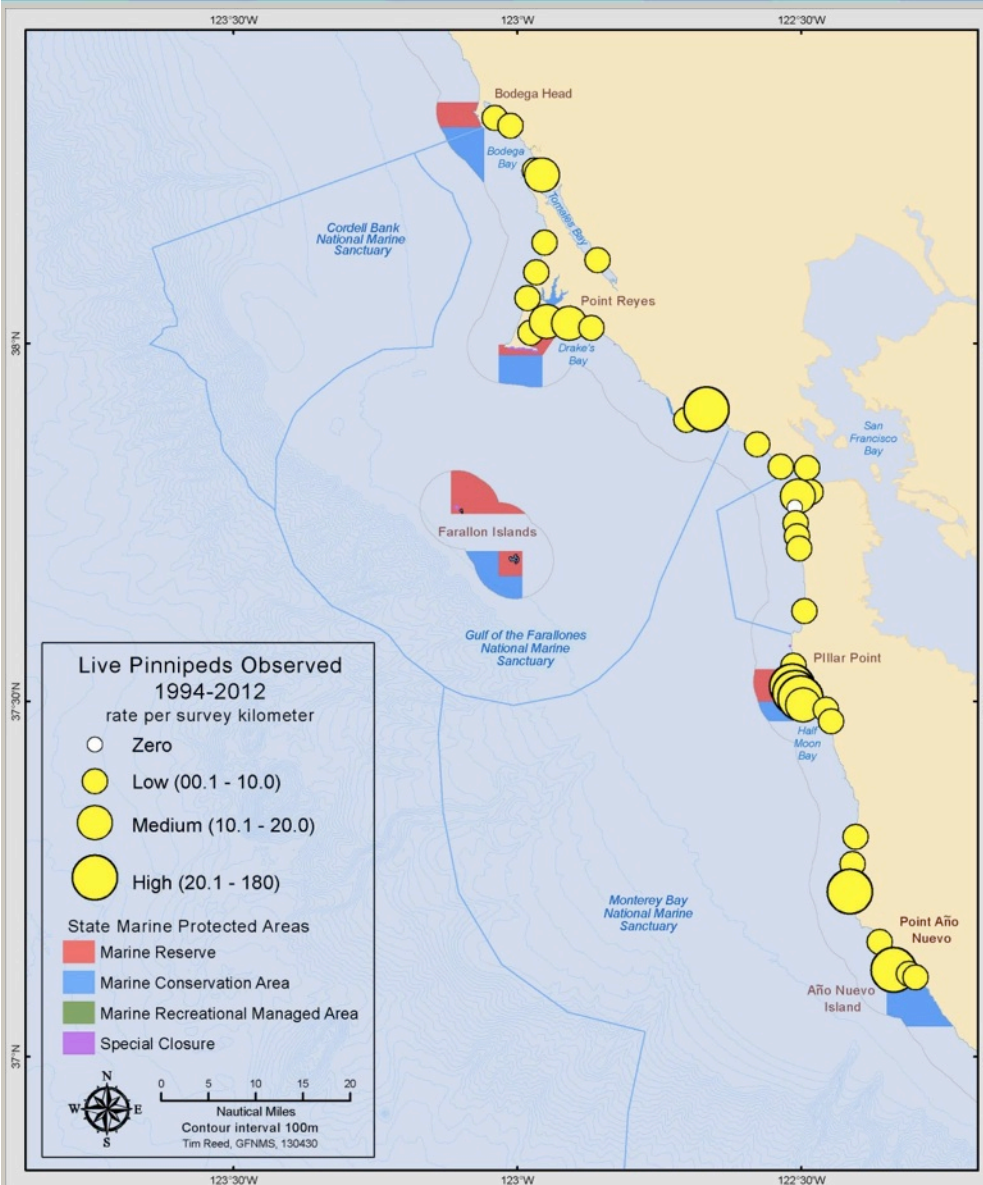 123°30'W
123°W
122°30'W
Bodega Head
Bodega
Bay
Tomales Bay
Cordell Bank
National Marine
Sanctuary
Point Reyes
38°N
Drake's
Bay
San
Francisco
Bay
Farallon Islands
Gulf of the Farallones
National Marine
Sanctuary
PIllar Point
37°30'N
Half
Moon
Bay
Live Pinnipeds Observed
1994-2012
rate per survey kilometer
Zero
Low (00.1 - 10.0)
Medium (10.1 - 20.0)
High (20.1 - 180)
State Marine Protected Areas
Marine Reserve
Marine Conservation Area
Marine Recreational Managed Area
Special Closure
Monterey Bay
National Marine
Sanctuary
Point Año
Nuevo
Año Nuevo
Island
37°N
N
W E
S
0 5 10 15 20
Nautical Miles
Contour interval 100m
Tim Reed, GFNMS, 130430
123°30'W
123°W
122°30'W